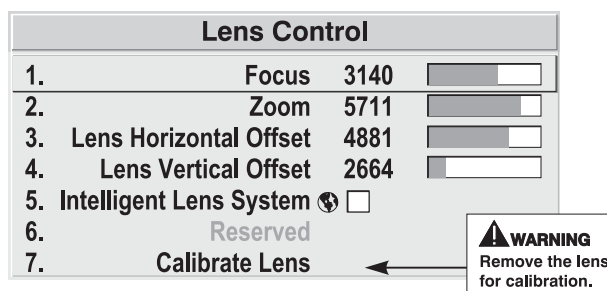 Lens Control
1. Focus 3140
2. Zoom 5711
3. Lens Horizontal Offset 4881
4. Lens Vertical Offset 2664
5. Intelligent Lens System
6. Reserved
7. Calibrate Lens
WARNING
Remove the lens
for calibration.